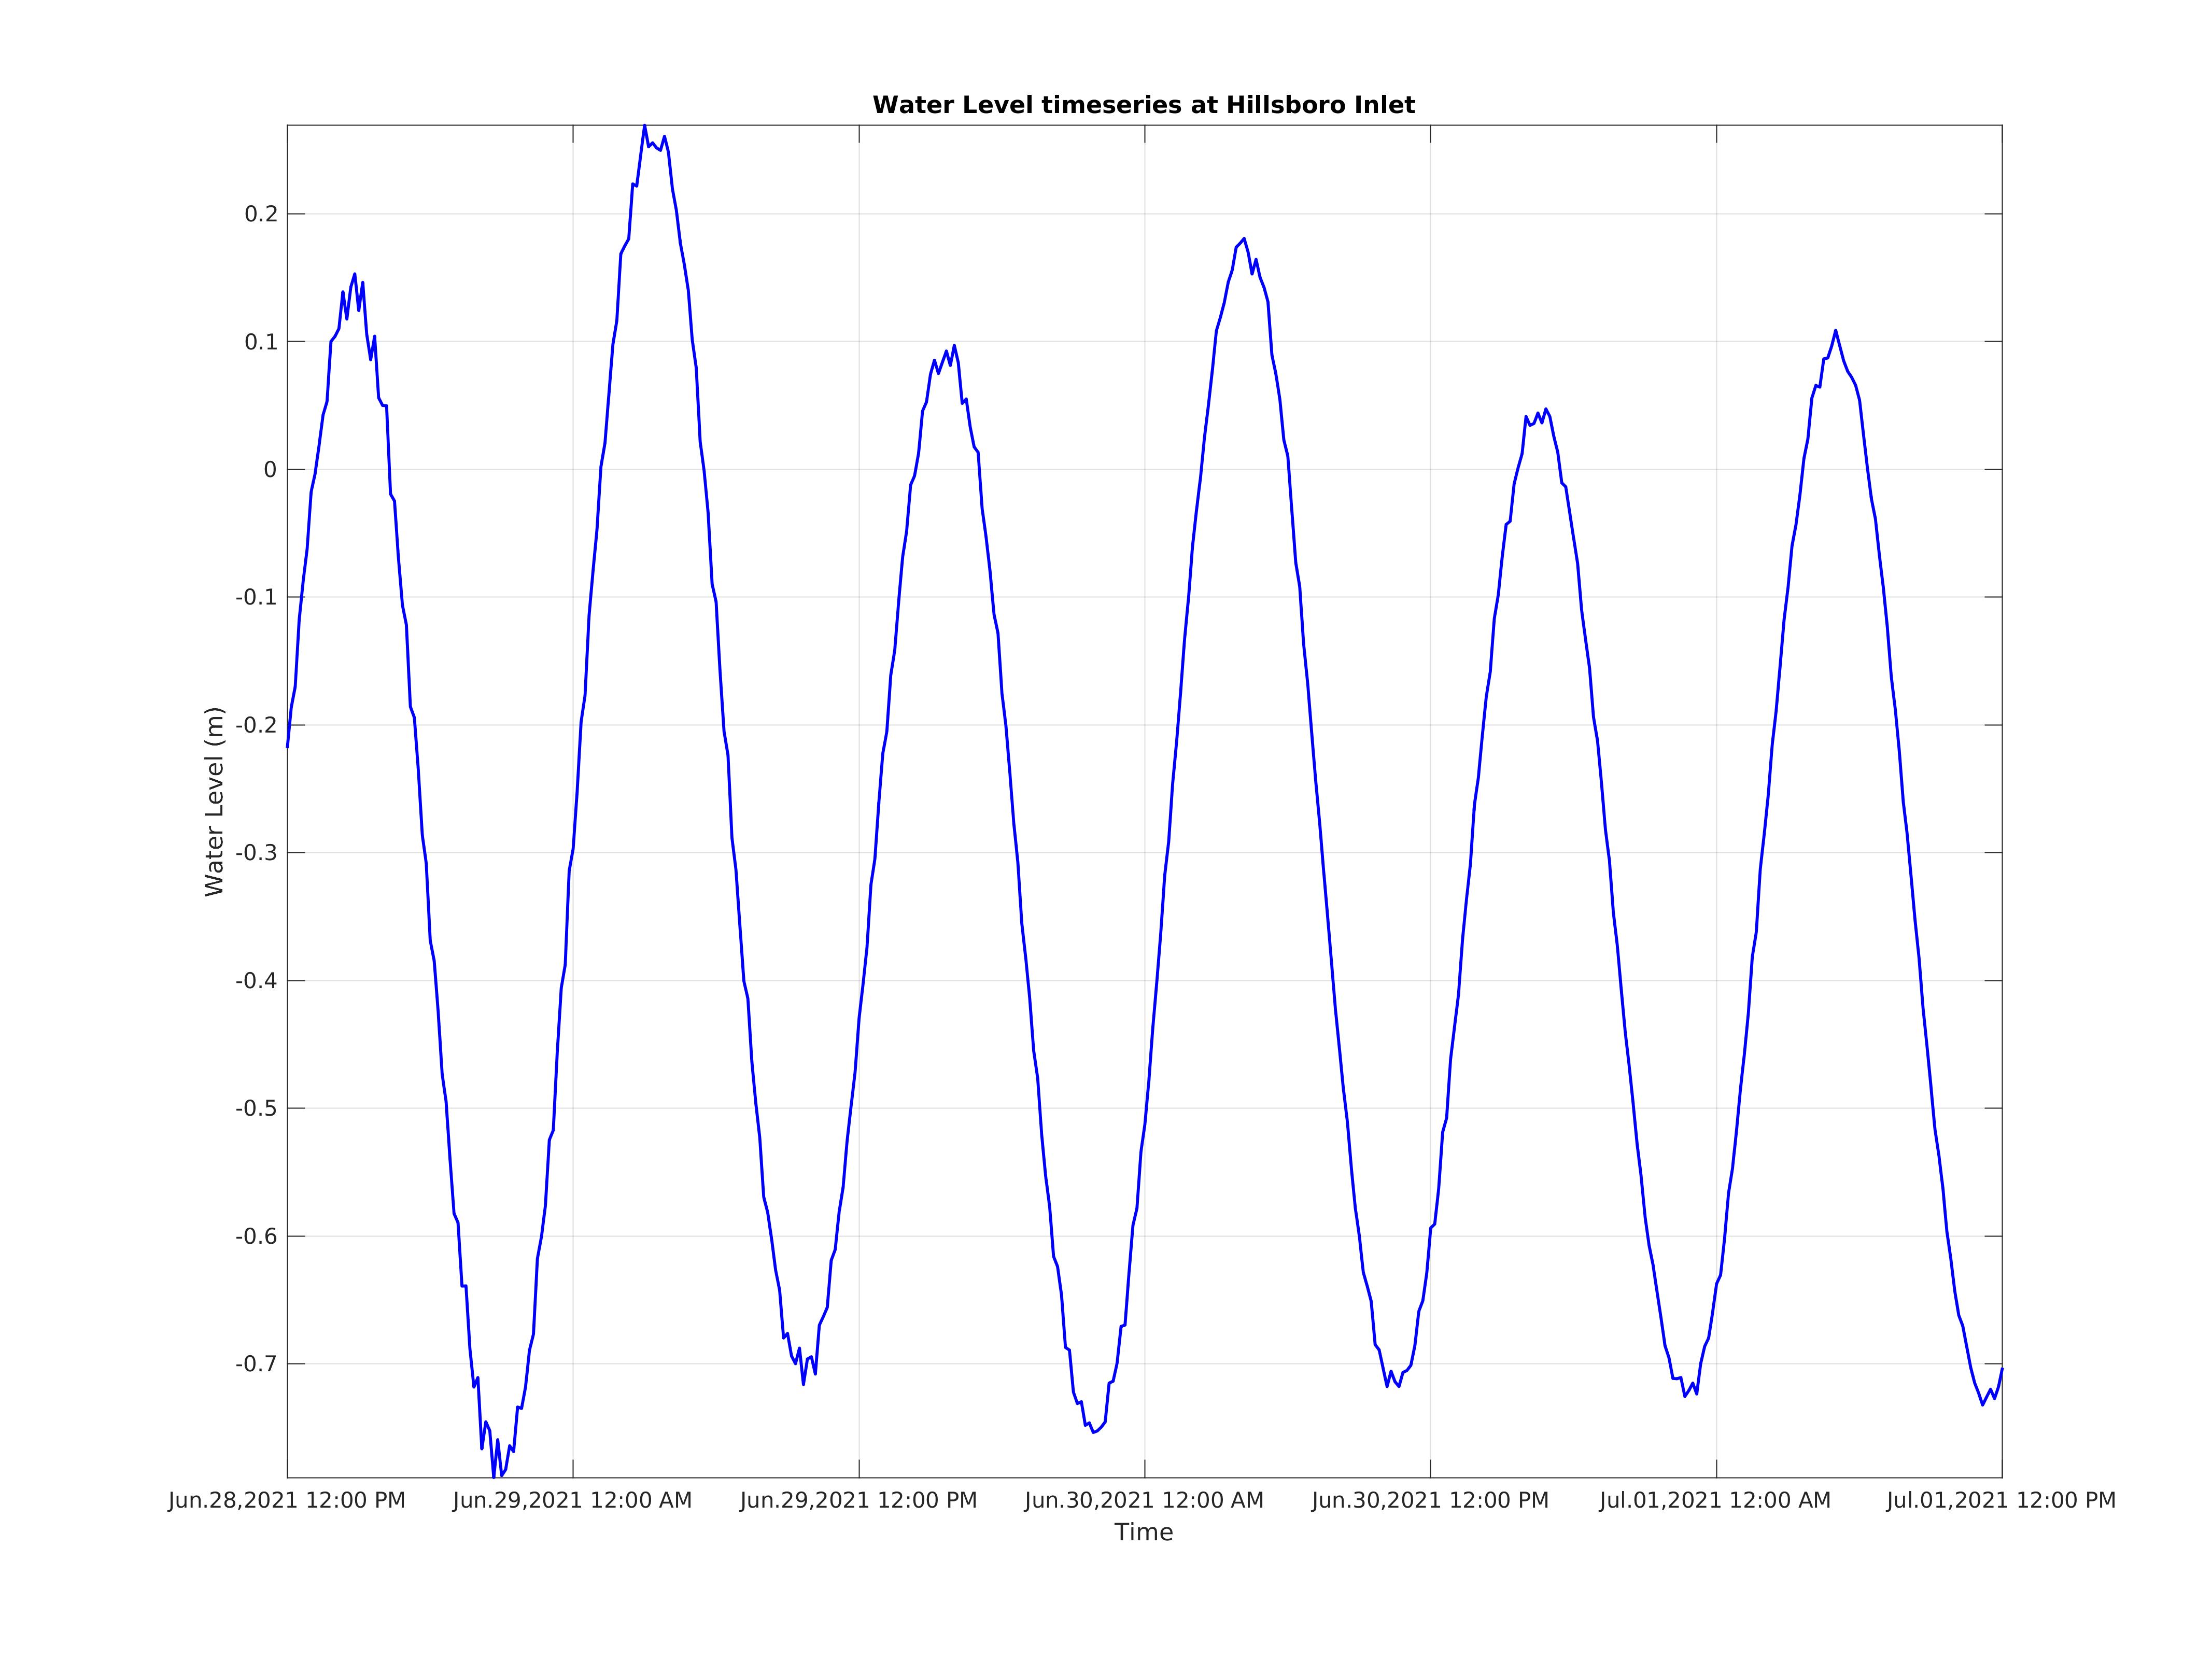 Water Level timeseries at Hillsboro Inlet
0.2
0.1
0
-0.1
-0.2
-0.3
-0.4
-0.5
-0.6
-0.7
Water Level (m)
Jun.28,2021 12:00 PM
Jun.29,2021 12:00 AM
Jun.29,2021 12:00 PM
Jun.30,2021 12:00 AM
Jun.30,2021 12:00 PM
Jul.01,2021 12:00 AM
Jul.01,2021 12:00 PM
Time